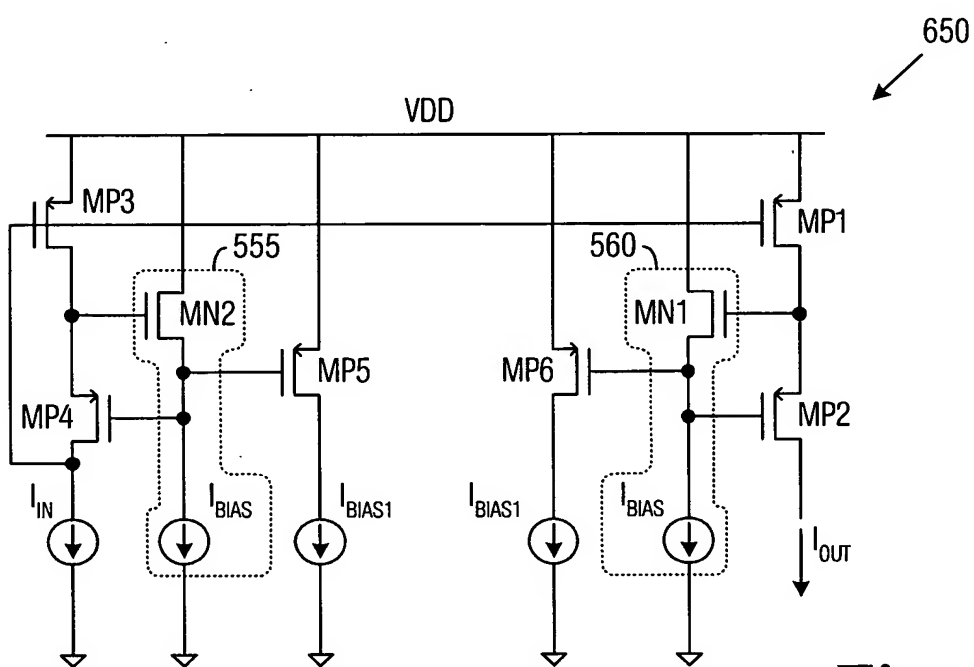 650
VDD
MP3
MP1
555
560
MN2
MN1
MP5
MP6
MP4
MP2
I_IN
I_BIAS
I_BIAS1
I_BIAS1
I_BIAS
I_OUT